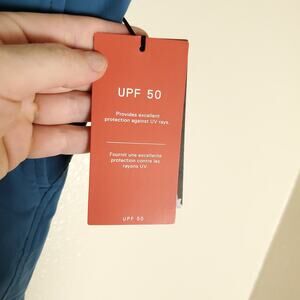 UPF 50
Provides excellent
protection against UV rays.
Fournit une excellente
protection contre les
rayons UV.
UPF 50